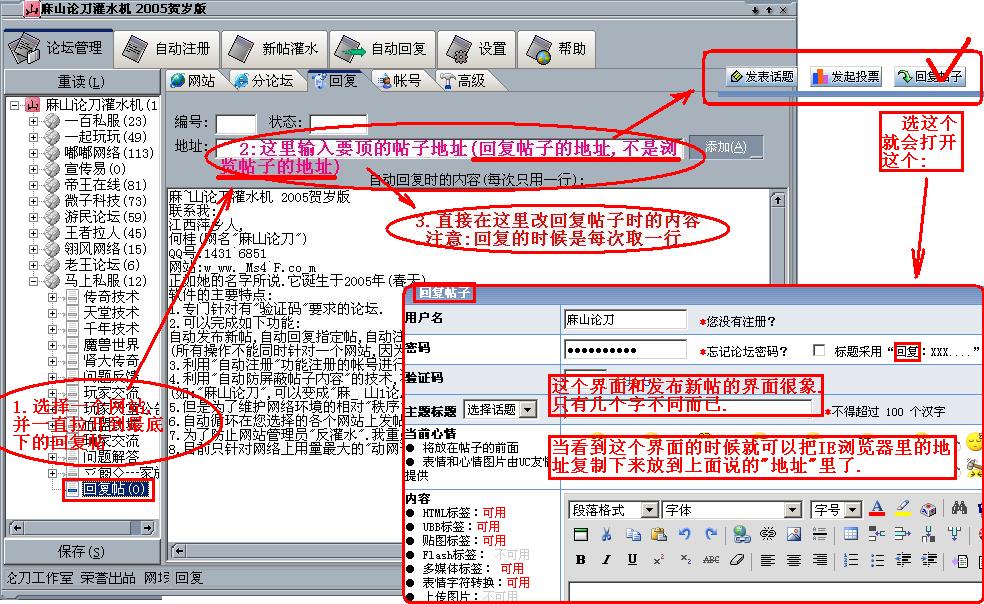 麻山论刀灌水机 2005贺岁版
论坛管理
自动注册
新帖灌水
自动回复
设置
帮助
重读(L)
网站
分论坛
回复
帐号
高级
发表话题
发起投票
回复帖子
选这个
就会打开
这个:
编号:
状态:
地址:
添加(A)
2:这里输入要顶的帖子地址(回复帖子的地址,不是浏
览帖子的地址)
自动回复时的内容(每次只用一行):
3.直接在这里改回复帖子时的内容
注意:回复的时候是每次取一行
麻山论刀灌水机(1
一百私服(23)
一起玩玩(49)
嘟嘟网络(113)
宣传易(0)
帝王在线(81)
微子科技(73)
游民论坛(59)
王者拉人(45)
翎风网络(15)
老王论坛(6)
马上私服(12)
传奇技术
天堂技术
千年技术
魔兽世界
肾大传奇
问题反馈
玩家交流
玩家交流
问题解答
回复帖(0)
1.选择一个网站.
并一直拉开到最底
下的回复帖
保存(S)
论刀工作室 荣誉出品
回复
麻^山论刀灌水机 2005贺岁版
联系我:
江西萍乡人,
何桂(网名"麻山论刀")
QQ号:1431 6851
网站:w_ww._Ms4`F.co_m
正如她的名字所说.它诞生于2005年(春天)
软件的主要特点:
1.专门针对有"验证码"要求的论坛.
2.可以完成如下功能:
自动发布新帖,自动回复指定帖,自动注
(所有操作不能同时针对一个网站,因为
3.利用"自动注册"功能注册的帐号进行
4.利用"自动防屏蔽帖子内容"的技术,
(如:"麻山论刀",可以变成"麻._山i论刀
5.但是为了维护网络环境的相对"秩序
6.自动循环在您选择的各个网站上发帖
7.为了防止网站管理员"反灌水",我重
8.目前只针对网络上用量最大的"动网
回复帖子
用户名
麻山论刀
*您没有注册?
密码
●●●●●●●●●●
*忘记论坛密码?
标题采用 “回复: XXX....”
验证码
这个界面和发布新帖的界面很象.
只有几个字不同而已.
主题标题
选择话题
*不得超过 100 个汉字
当前心情
● 将放在帖子的前面
● 表情和心情图片由UC友情
提供
当看到这个界面的时候就可以把IE浏览器里的地
址复制下来放到上面说的"地址"里了.
内容
● HTML标签: 可用
● UBB标签: 可用
● 贴图标签: 可用
● Flash标签: 不可用
● 多媒体标签: 可用
● 表情字符转换: 可用
● 上传图片: 不可用
段落格式
字体
字号
B I U x² x₂ ABC